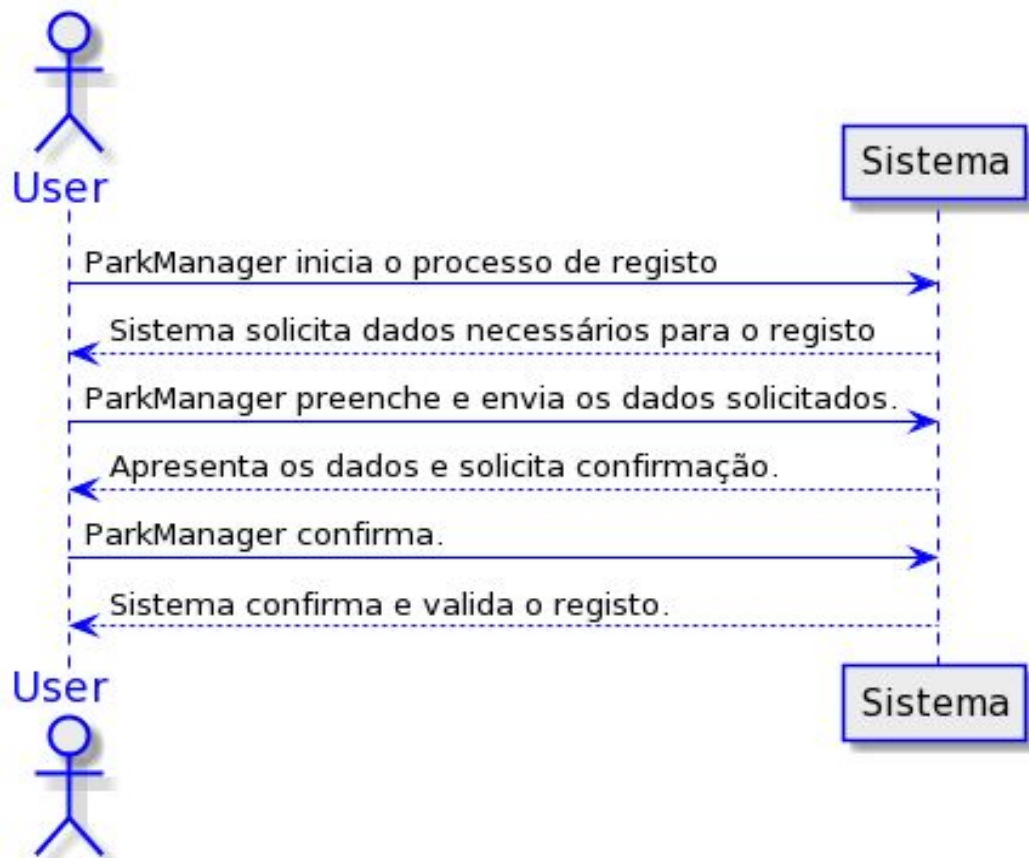 User
Sistema
ParkManager inicia o processo de registo
Sistema solicita dados necessários para o registo
ParkManager preenche e envia os dados solicitados.
Apresenta os dados e solicita confirmação.
ParkManager confirma.
Sistema confirma e valida o registo.
User
Sistema